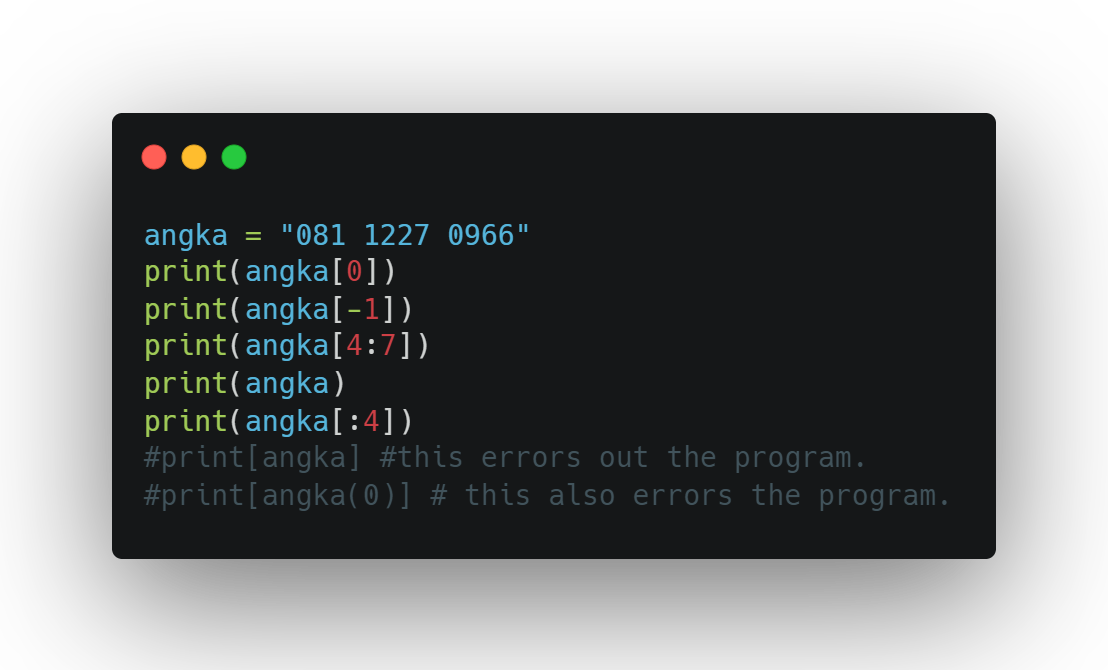 angka = "081 1227 0966"
print(angka[0])
print(angka[-1])
print(angka[4:7])
print(angka)
print(angka[:4])
#print[angka] #this errors out the program.
#print[angka(0)] # this also errors the program.